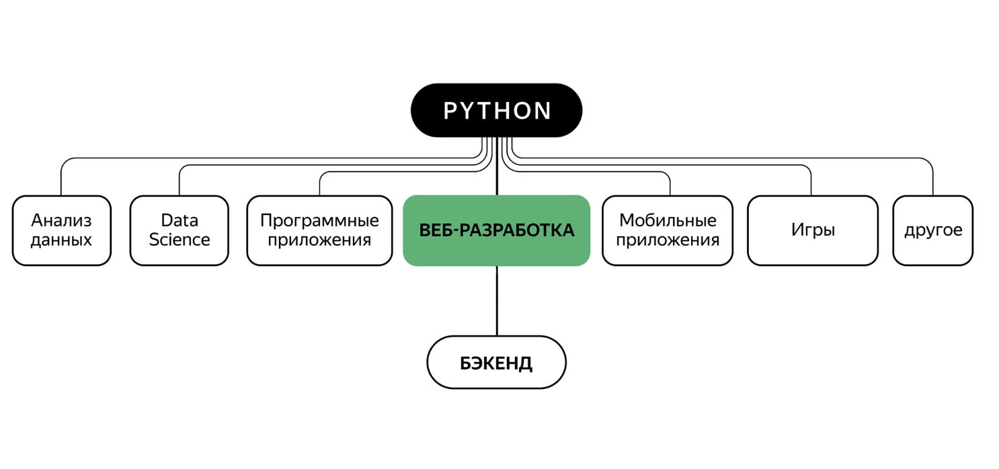 PYTHON
Анализ
данных
Data
Science
Программные
приложения
ВЕБ-РАЗРАБОТКА
Мобильные
приложения
Игры
другое
БЭКЕНД